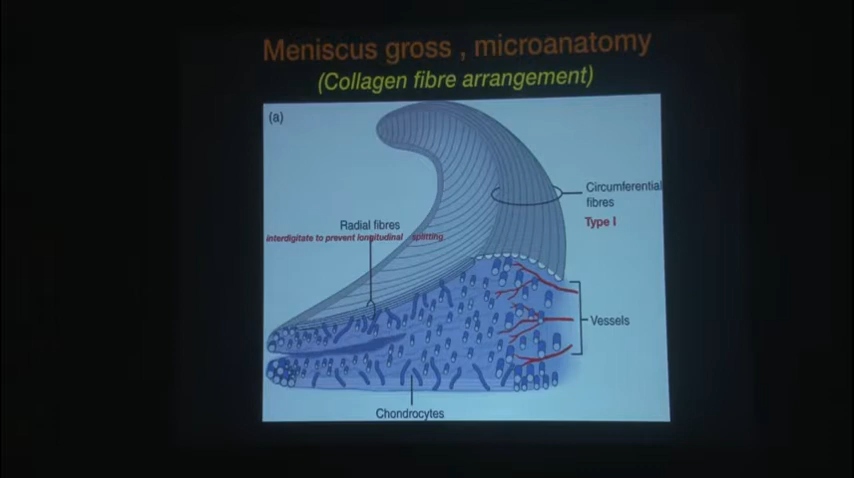 Meniscus gross , microanatomy
(Collagen fibre arrangement)
(a)
Circumferential
fibres
Type I
Radial fibres
interdigitate to prevent longitudinal splitting
Vessels
Chondrocytes